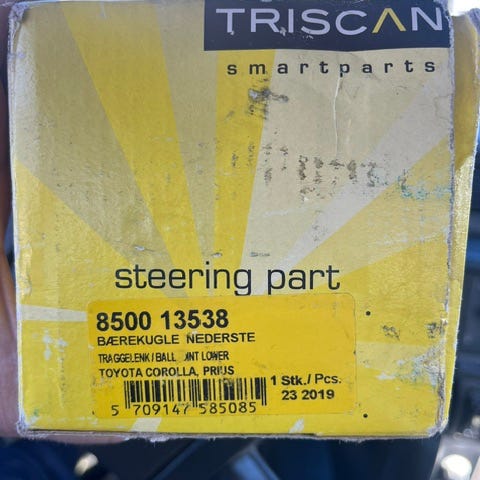 TRISCAN
smartparts
steering part
8500 13538
BÆREKUGLE NEDERSTE
TRAGGELENK / BALL LOWER
TOYOTA COROLLA, PRIUS
1 Stk./ Pcs.
23 2019
5 709147 585085